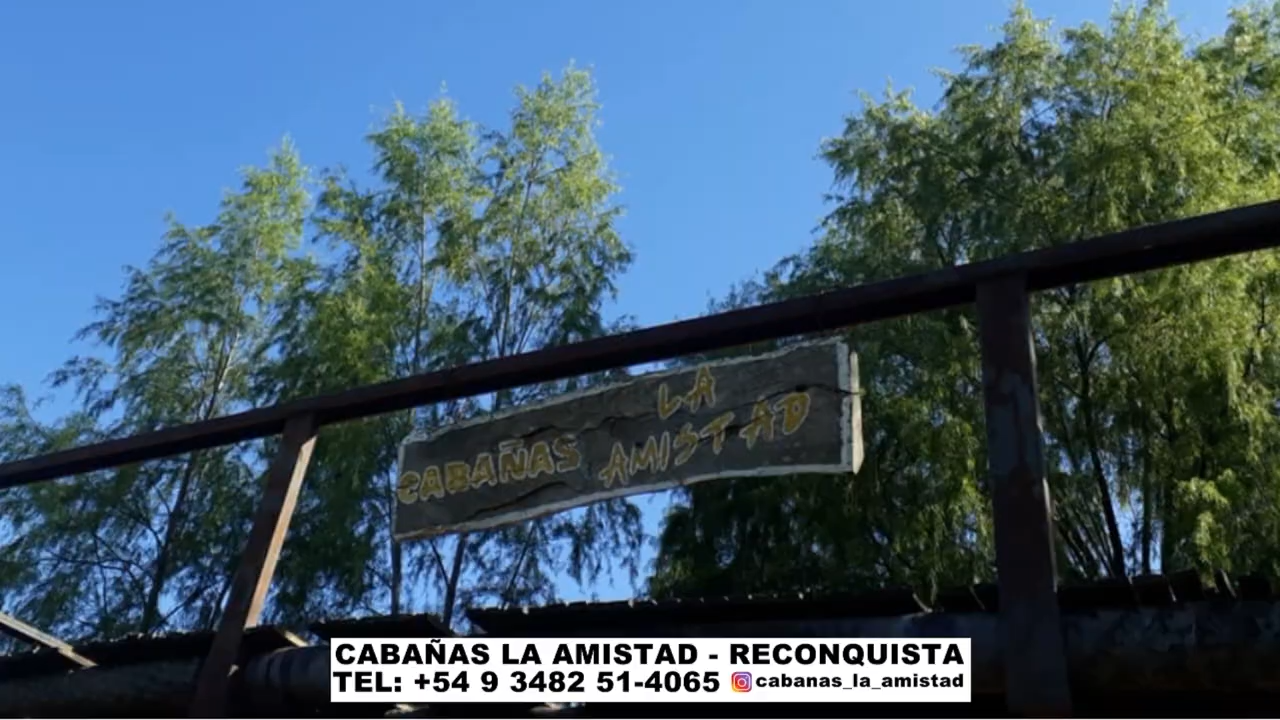 CABAÑAS LA AMISTAD
CABAÑAS LA AMISTAD - RECONQUISTA
TEL: +54 9 3482 51-4065 cabanas_la_amistad